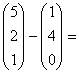 (5) - (1) =
(2)   (4)
(1)   (0)